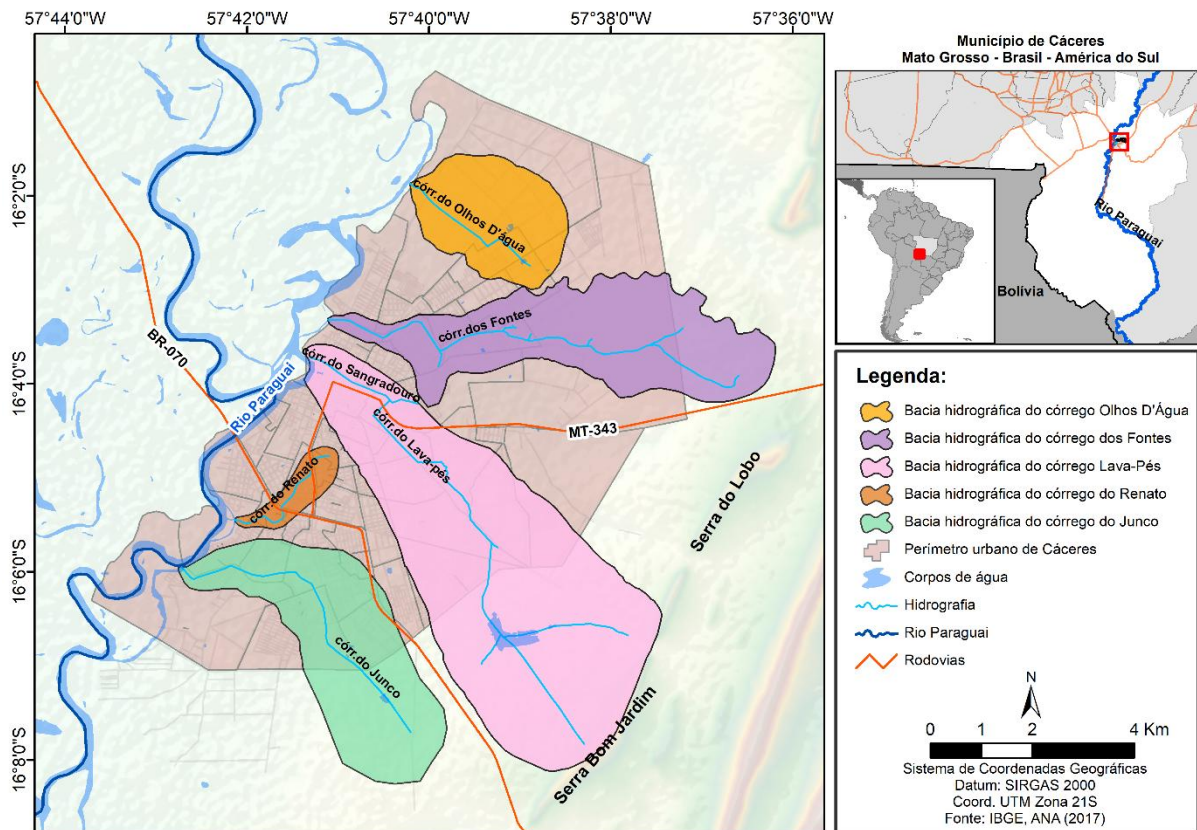 57°44'0"W
57°42'0"W
57°40'0"W
57°38'0"W
57°36'0"W
16°2'0"S
16°4'0"S
16°6'0"S
16°8'0"S
córr.do Olhos D'água
córr.dos Fontes
córr.do Sangradouro
BR-070
Rio Paraguai
MT-343
córr.do Lava-pés
córr.do Renato
Serra do Lobo
córr.do Junco
Serra Bom Jardim
Município de Cáceres
Mato Grosso - Brasil - América do Sul
Rio Paraguai
Bolívia
Legenda:
Bacia hidrográfica do córrego Olhos D'Água
Bacia hidrográfica do córrego dos Fontes
Bacia hidrográfica do córrego Lava-Pés
Bacia hidrográfica do córrego do Renato
Bacia hidrográfica do córrego do Junco
Perímetro urbano de Cáceres
Corpos de água
Hidrografia
Rio Paraguai
Rodovias
N
0 1 2 4 Km
Sistema de Coordenadas Geográficas
Datum: SIRGAS 2000
Coord. UTM Zona 21S
Fonte: IBGE, ANA (2017)